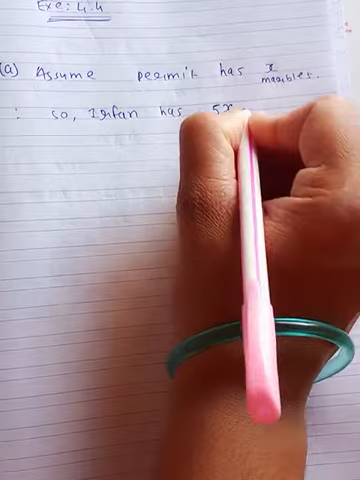 Exe: 4.4
(a) Assume permit has x marbles.
: so, Irfan has 5x